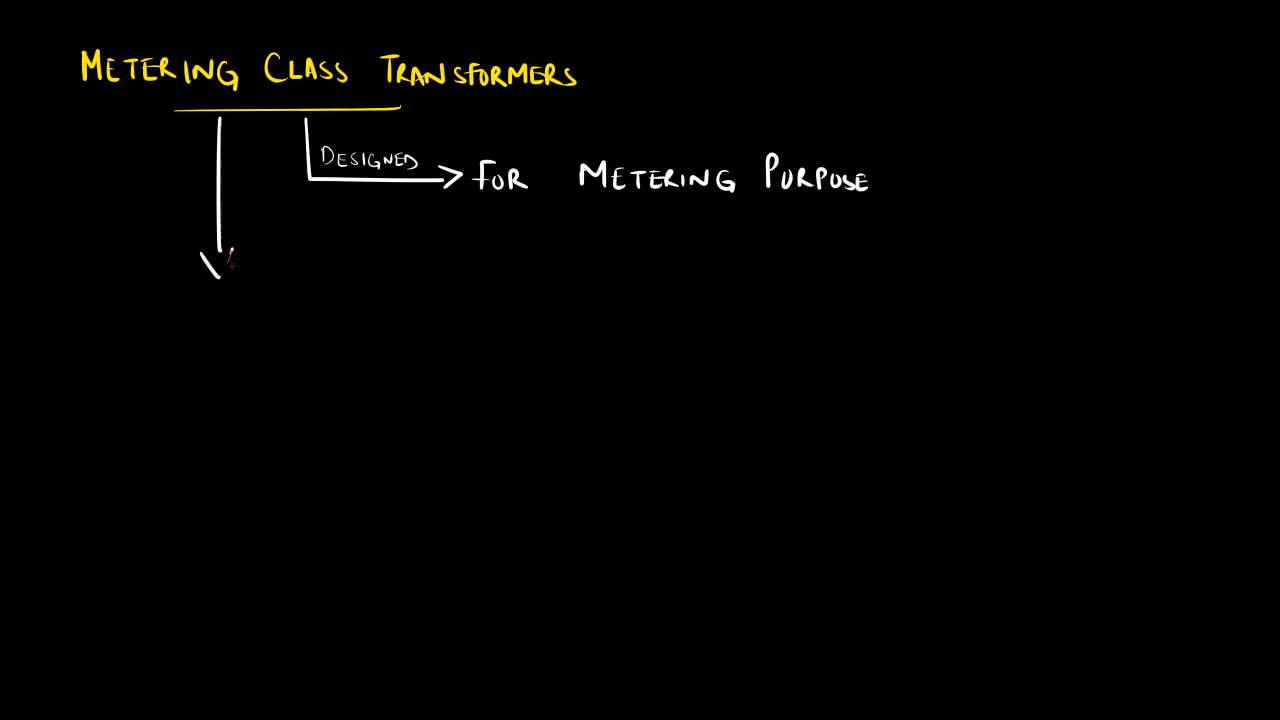 METERING CLASS TRANSFORMERS
DESIGNED
FOR METERING PURPOSE